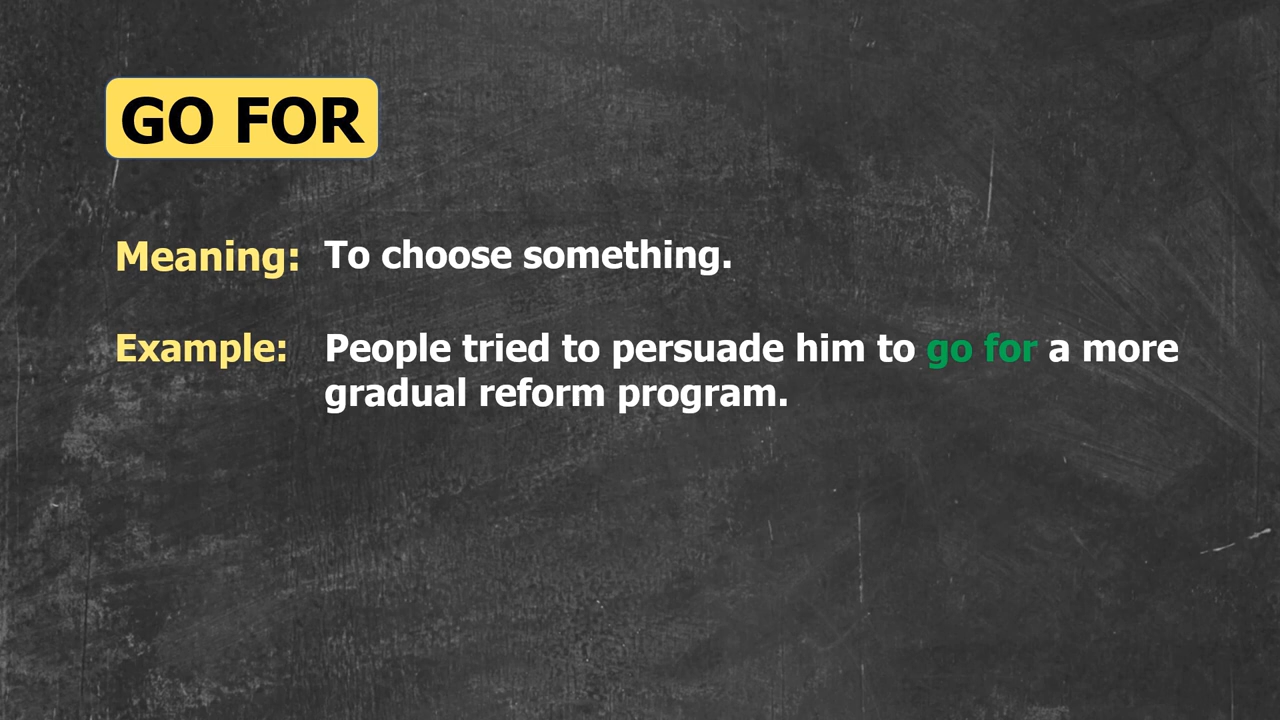 GO FOR
Meaning: To choose something.
Example: People tried to persuade him to go for a more
gradual reform program.